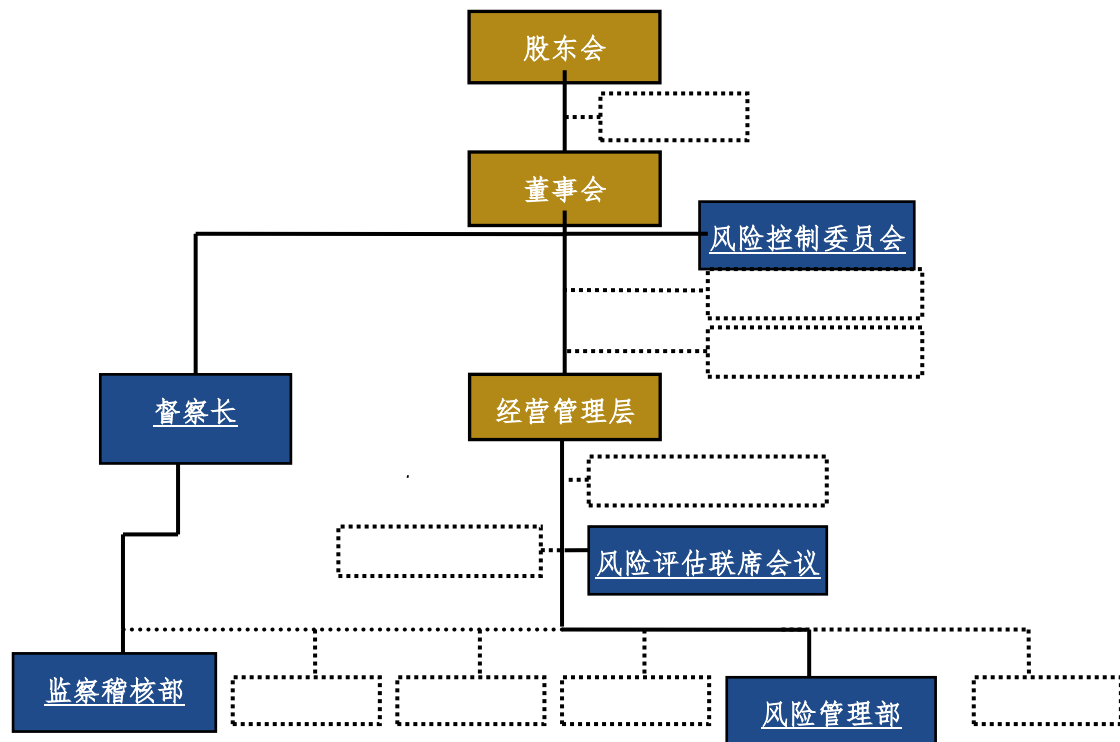 股东会
董事会
风险控制委员会
督察长
经营管理层
风险评估联席会议
监察稽核部
风险管理部